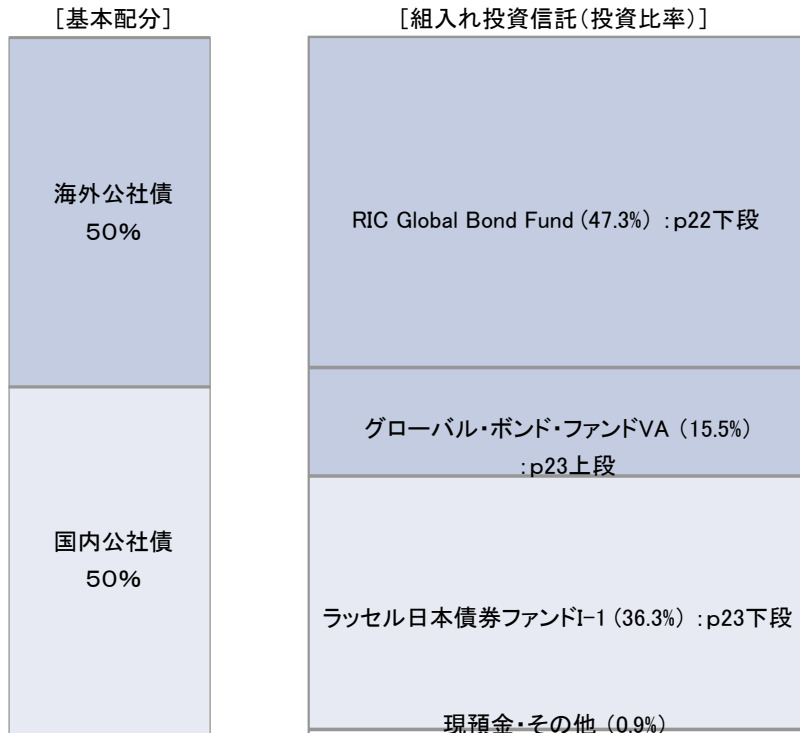 [基本配分]
海外公社債
50%
国内公社債
50%
[組入れ投資信託(投資比率)]
RIC Global Bond Fund (47.3%) :p22下段
グローバル・ボンド・ファンドVA (15.5%)
:p23上段
ラッセル日本債券ファンドI-1 (36.3%) :p23下段
現預金・その他 (0.9%)